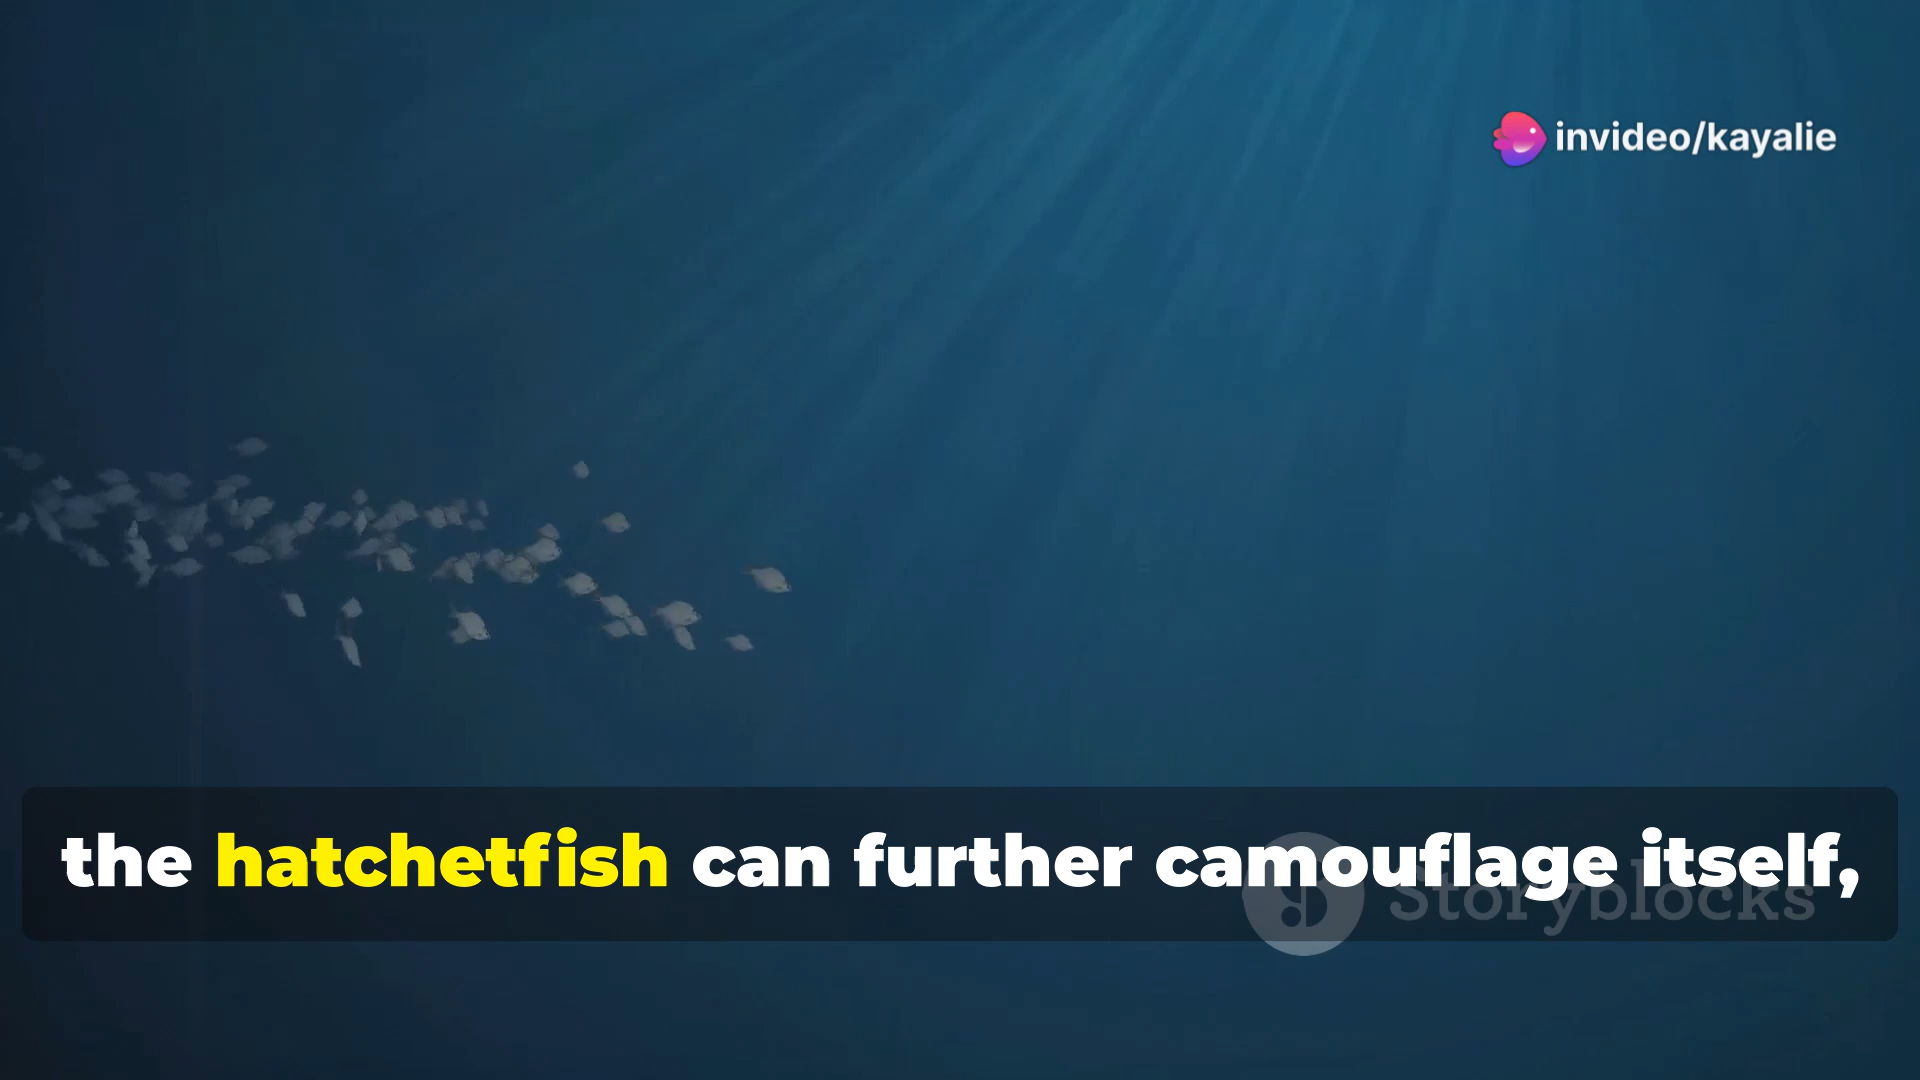 invideo/kayalie
the hatchetfish can further camouflage itself,
Storyblocks